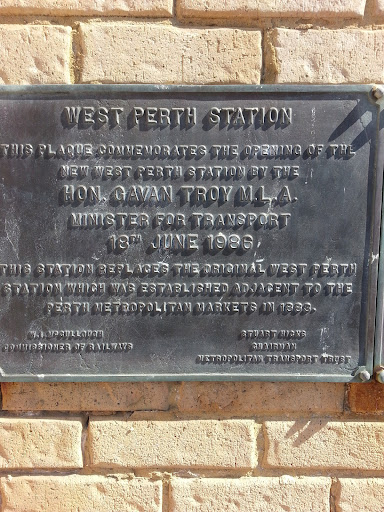 WEST PERTH STATION
THIS PLAQUE COMMEMORATES THE OPENING OF THE
NEW WEST PERTH STATION BY THE
HON. GAVAN TROY M.L.A.
MINISTER FOR TRANSPORT
18TH JUNE 1986.
THIS STATION REPLACES THE ORIGINAL WEST PERTH
STATION WHICH WAS ESTABLISHED ADJACENT TO THE
PERTH METROPOLITAN MARKETS IN
W.I. McCULLOUGH
COMMISSIONER OF RAILWAYS
STUART HICKS
CHAIRMAN
METROPOLITAN TRANSPORT TRUST